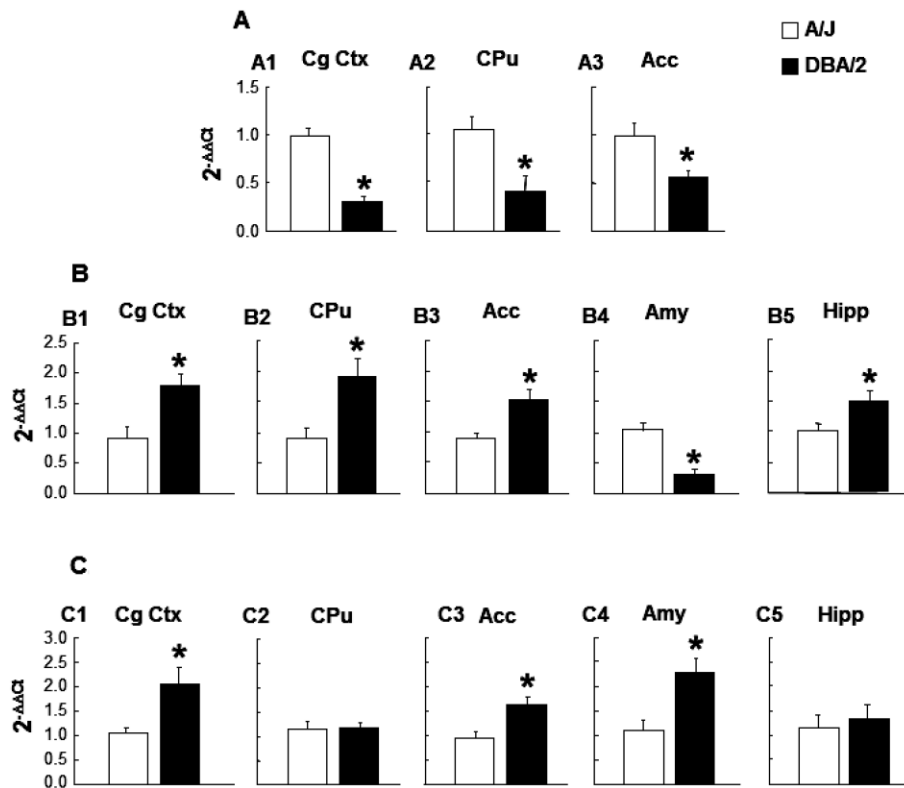 A
A/J
DBA/2
A1 Cg Ctx A2 CPu A3 Acc
2-ΔΔCt
1.5
1.0
0.5
0.0
* * *
B
B1 Cg Ctx B2 CPu B3 Acc B4 Amy B5 Hipp
2-ΔΔCt
2.5
2.0
1.5
1.0
0.5
0.0
* * * * *
C
C1 Cg Ctx C2 CPu C3 Acc C4 Amy C5 Hipp
2-ΔΔCt
3.0
2.5
2.0
1.5
1.0
0.5
0.0
* * *